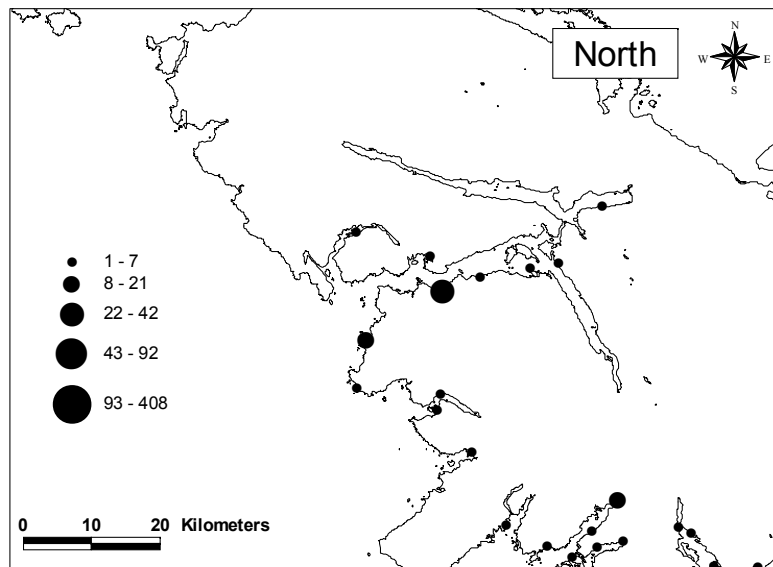 North
N
W E
S
1 - 7
8 - 21
22 - 42
43 - 92
93 - 408
0 10 20 Kilometers